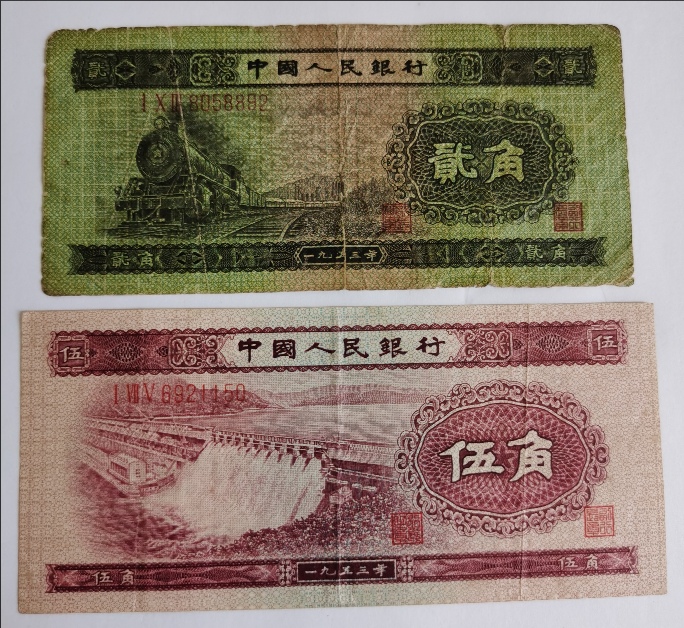 貳 中國人民銀行 貳
I X II 8058892
貳角
貳角 一九五三年 貳角
伍 中國人民銀行 伍
I VII V 6921150
伍角
伍角 一九五三年 伍角